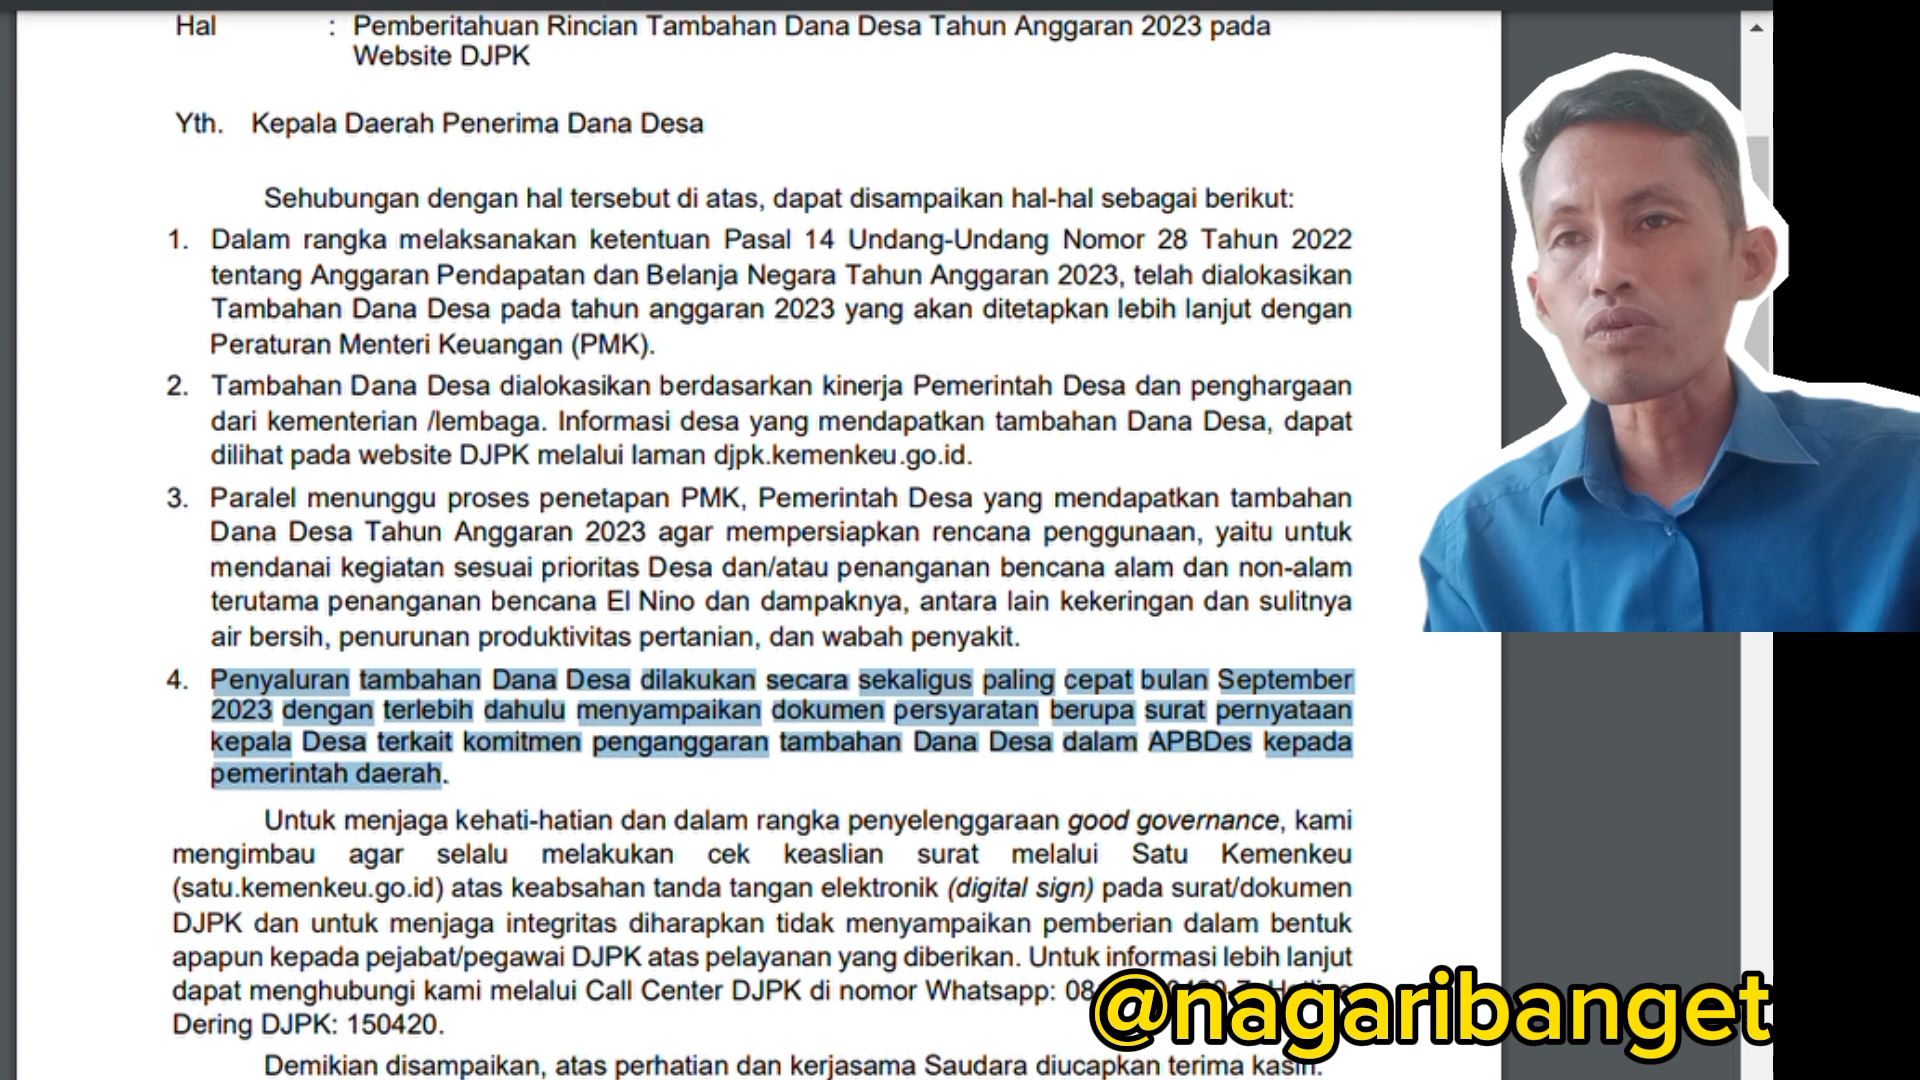 Hal : Pemberitahuan Rincian Tambahan Dana Desa Tahun Anggaran 2023 pada
Website DJPK
Yth. Kepala Daerah Penerima Dana Desa
Sehubungan dengan hal tersebut di atas, dapat disampaikan hal-hal sebagai berikut:
1. Dalam rangka melaksanakan ketentuan Pasal 14 Undang-Undang Nomor 28 Tahun 2022
tentang Anggaran Pendapatan dan Belanja Negara Tahun Anggaran 2023, telah dialokasikan
Tambahan Dana Desa pada tahun anggaran 2023 yang akan ditetapkan lebih lanjut dengan
Peraturan Menteri Keuangan (PMK).
2. Tambahan Dana Desa dialokasikan berdasarkan kinerja Pemerintah Desa dan penghargaan
dari kementerian /lembaga. Informasi desa yang mendapatkan tambahan Dana Desa, dapat
dilihat pada website DJPK melalui laman djpk.kemenkeu.go.id.
3. Paralel menunggu proses penetapan PMK, Pemerintah Desa yang mendapatkan tambahan
Dana Desa Tahun Anggaran 2023 agar mempersiapkan rencana penggunaan, yaitu untuk
mendanai kegiatan sesuai prioritas Desa dan/atau penanganan bencana alam dan non-alam
terutama penanganan bencana El Nino dan dampaknya, antara lain kekeringan dan sulitnya
air bersih, penurunan produktivitas pertanian, dan wabah penyakit.
4. Penyaluran tambahan Dana Desa dilakukan secara sekaligus paling cepat bulan September
2023 dengan terlebih dahulu menyampaikan dokumen persyaratan berupa surat pernyataan
kepala Desa terkait komitmen penganggaran tambahan Dana Desa dalam APBDes kepada
pemerintah daerah.
Untuk menjaga kehati-hatian dan dalam rangka penyelenggaraan good governance, kami
mengimbau agar selalu melakukan cek keaslian surat melalui Satu Kemenkeu
(satu.kemenkeu.go.id) atas keabsahan tanda tangan elektronik (digital sign) pada surat/dokumen
DJPK dan untuk menjaga integritas diharapkan tidak menyampaikan pemberian dalam bentuk
apapun kepada pejabat/pegawai DJPK atas pelayanan yang diberikan. Untuk informasi lebih lanjut
dapat menghubungi kami melalui Call Center DJPK di nomor Whatsapp: 08
Dering DJPK: 150420.
@nagaribanget
Demikian disampaikan, atas perhatian dan kerjasama Saudara diucapkan terima kasih.